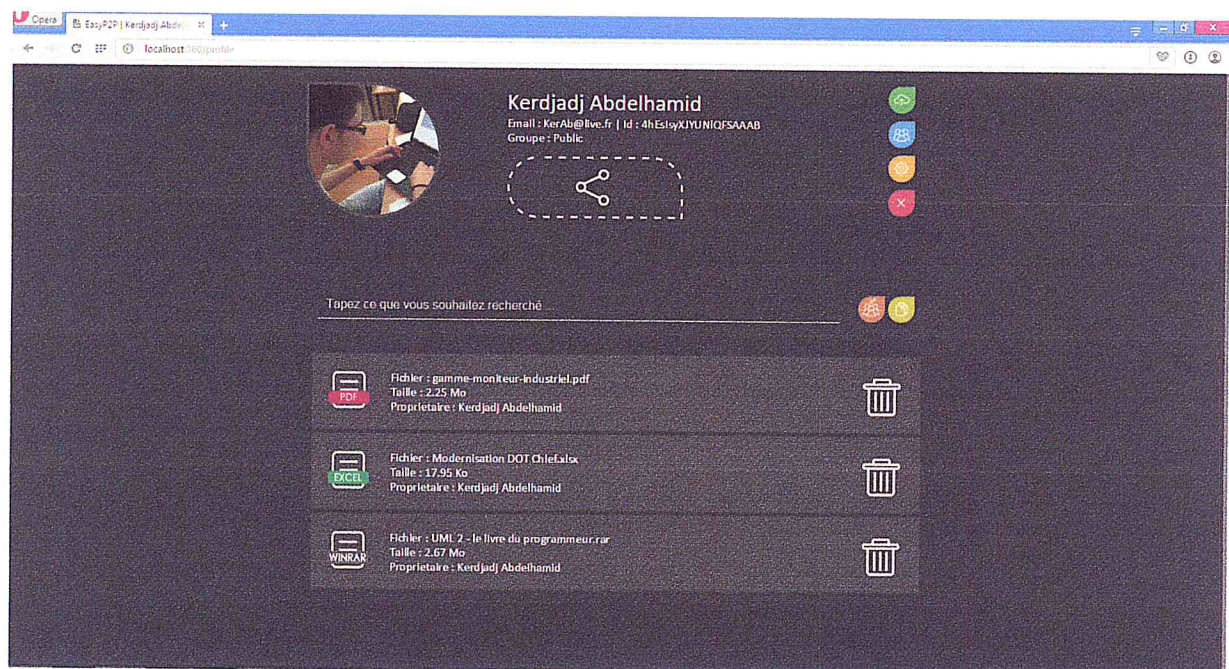 Opera
EasyP2P | Kerdjadj Abde
localhost:360/profile
Kerdjadj Abdelhamid
Email : KerAb@live.fr | Id : 4hEsIsyXJYUNiQFSAAAB
Groupe : Public
Tapez ce que vous souhaitez recherché ...
PDF
Fichier : gamme-moniteur-industriel.pdf
Taille : 2.25 Mo
Proprietaire : Kerdjadj Abdelhamid
EXCEL
Fichier : Modernisation DOT Chlef.xlsx
Taille : 17.95 Ko
Proprietaire : Kerdjadj Abdelhamid
WINRAR
Fichier : UML 2 - le livre du programmeur.rar
Taille : 2.67 Mo
Proprietaire : Kerdjadj Abdelhamid